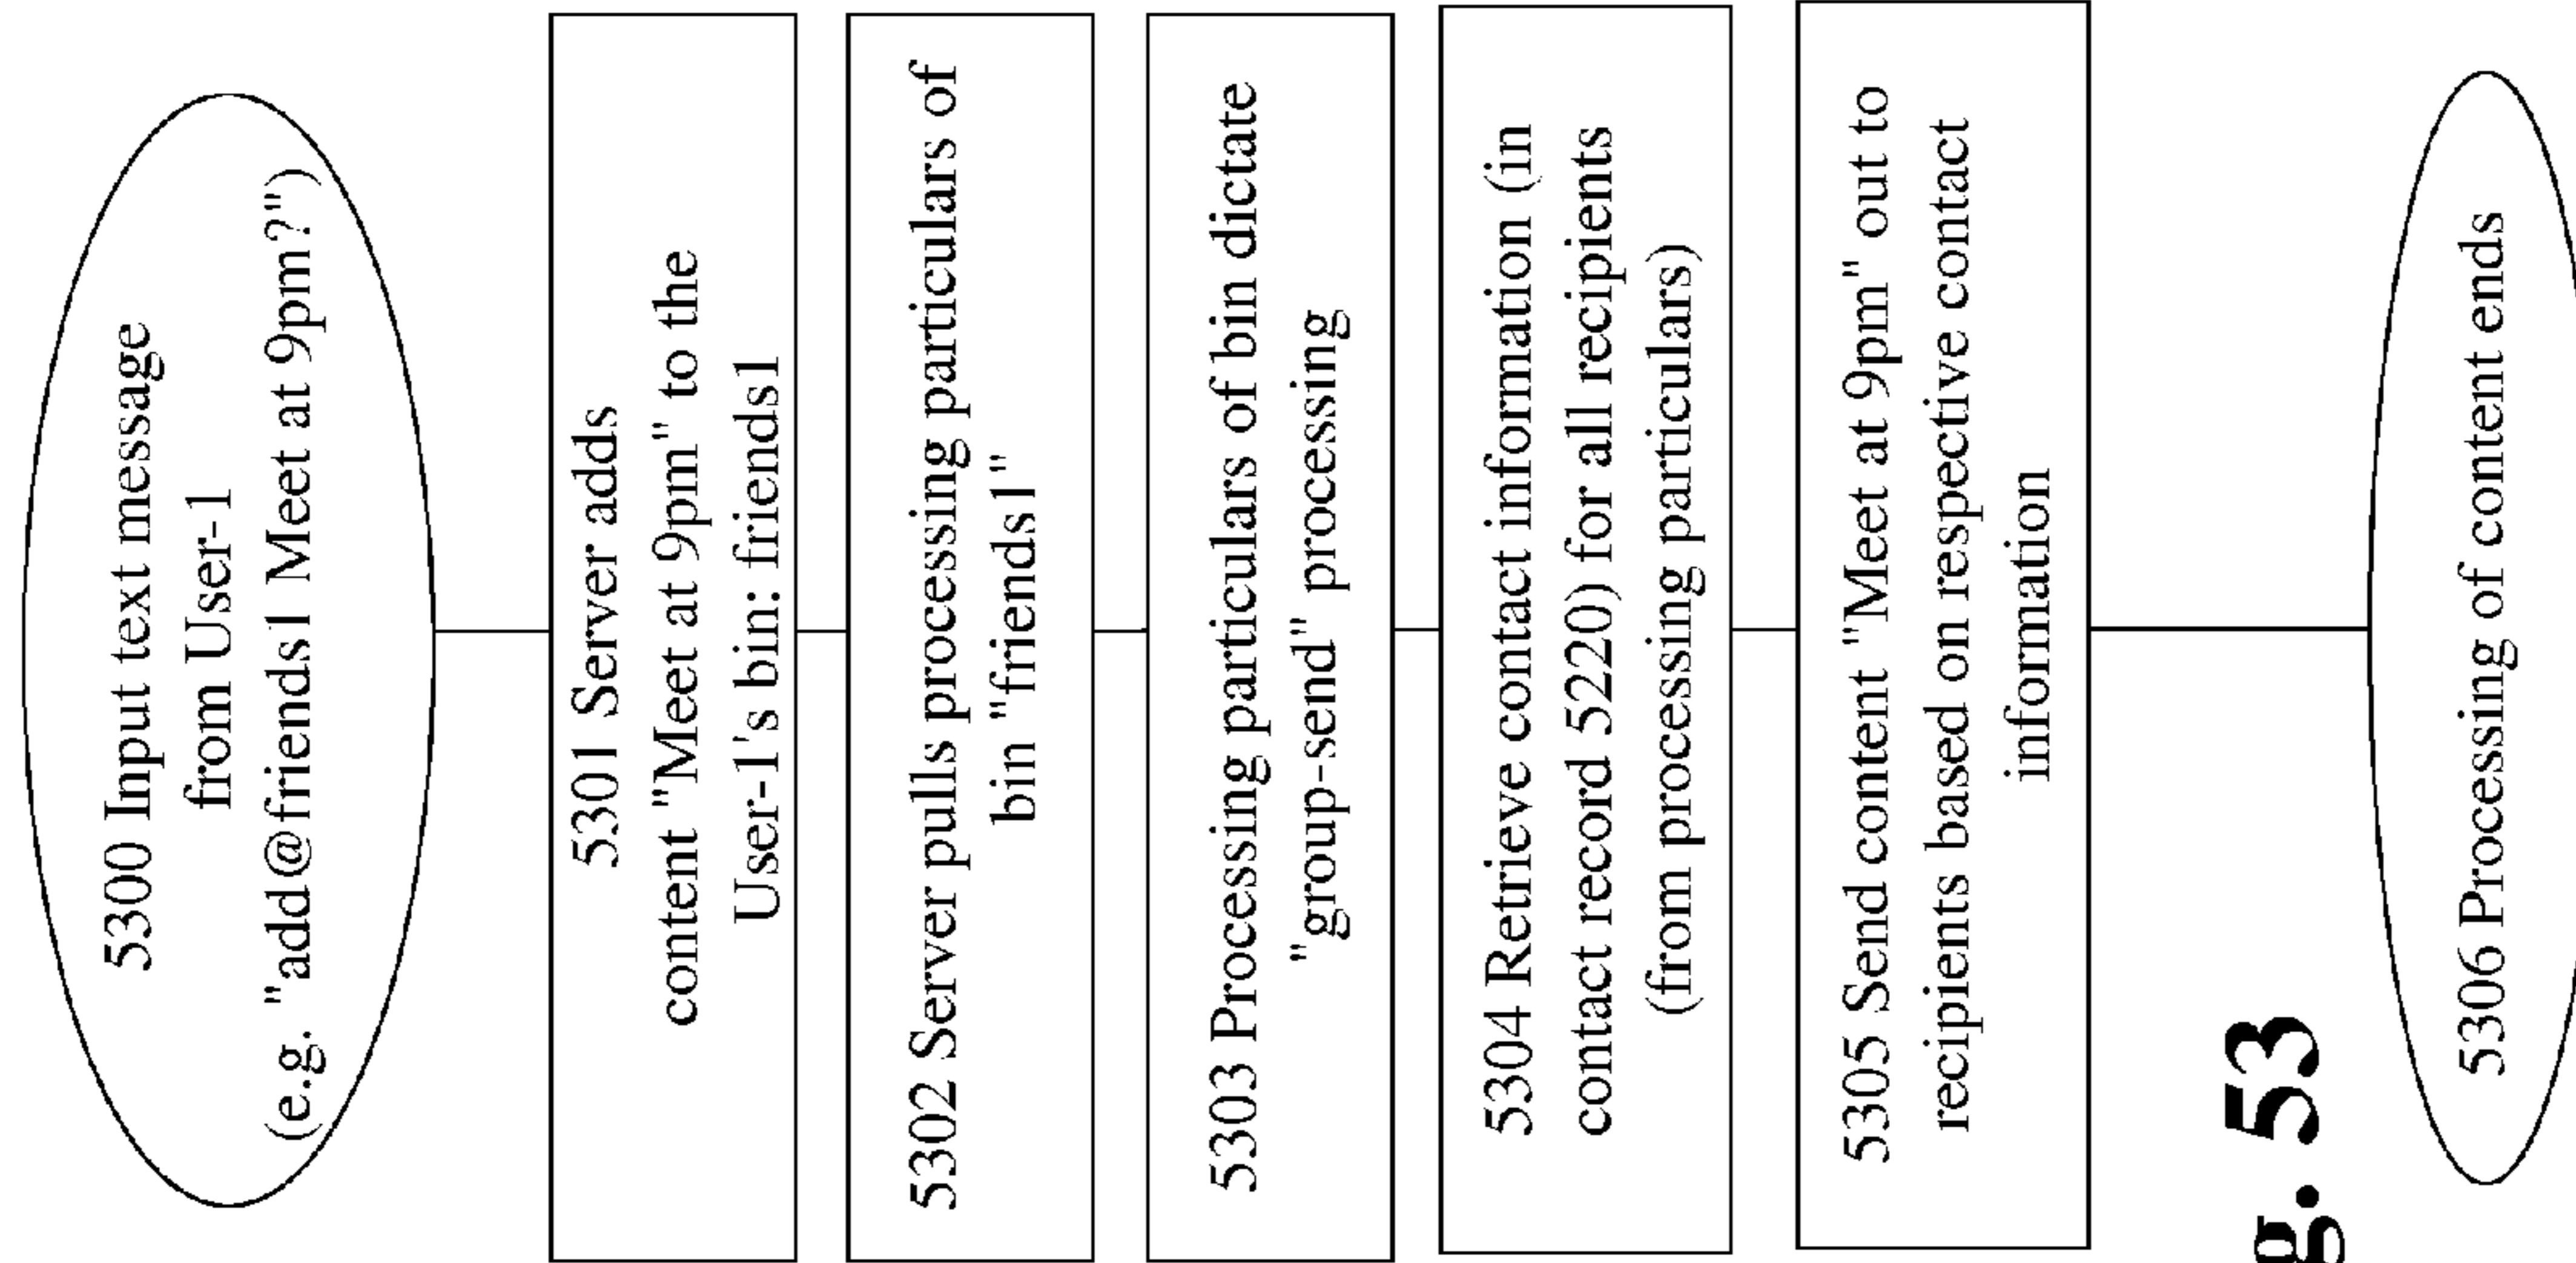 5300 Input text message
from User-1
(e.g. "add@friends1 Meet at 9pm?")
5301 Server adds
content "Meet at 9pm" to the
User-1's bin: friends1
5302 Server pulls processing particulars of
bin "friends1"
5303 Processing particulars of bin dictate
"group-send" processing
5304 Retrieve contact information (in
contact record 5220) for all recipients
(from processing particulars)
5305 Send content "Meet at 9pm" out to
recipients based on respective contact
information
g. 53
5306 Processing of content ends